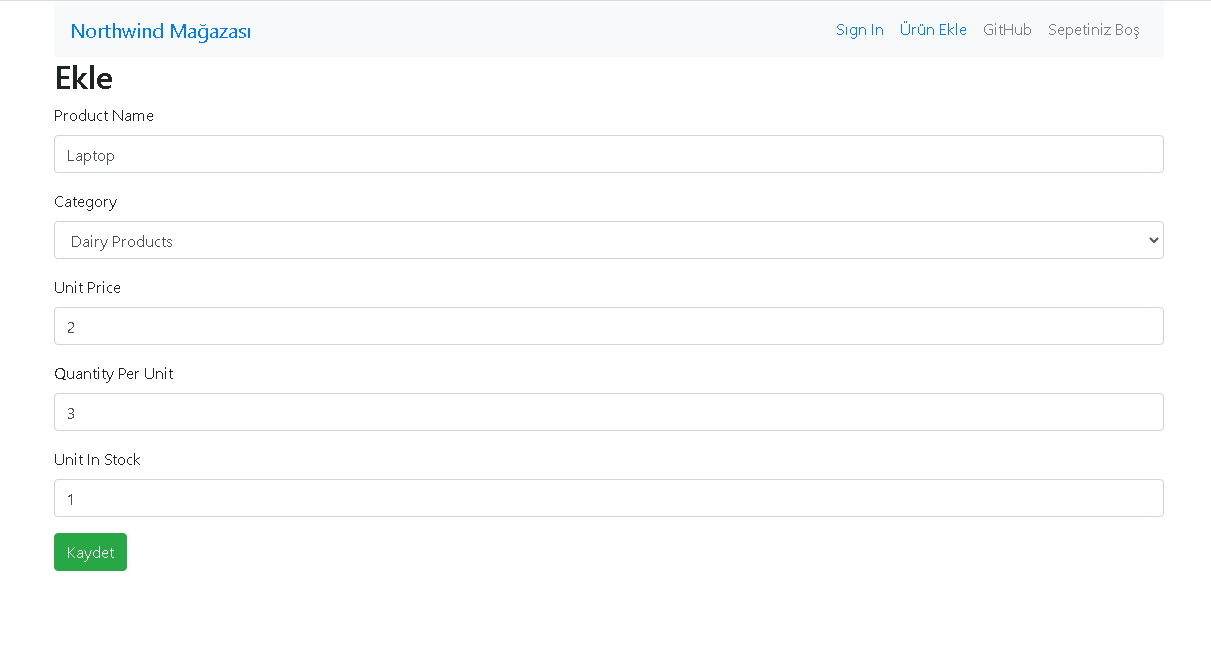 Northwind Mağazası
Sign In Ürün Ekle GitHub Sepetiniz Boş
Ekle
Product Name
Laptop
Category
Dairy Products
Unit Price
2
Quantity Per Unit
3
Unit In Stock
1
Kaydet